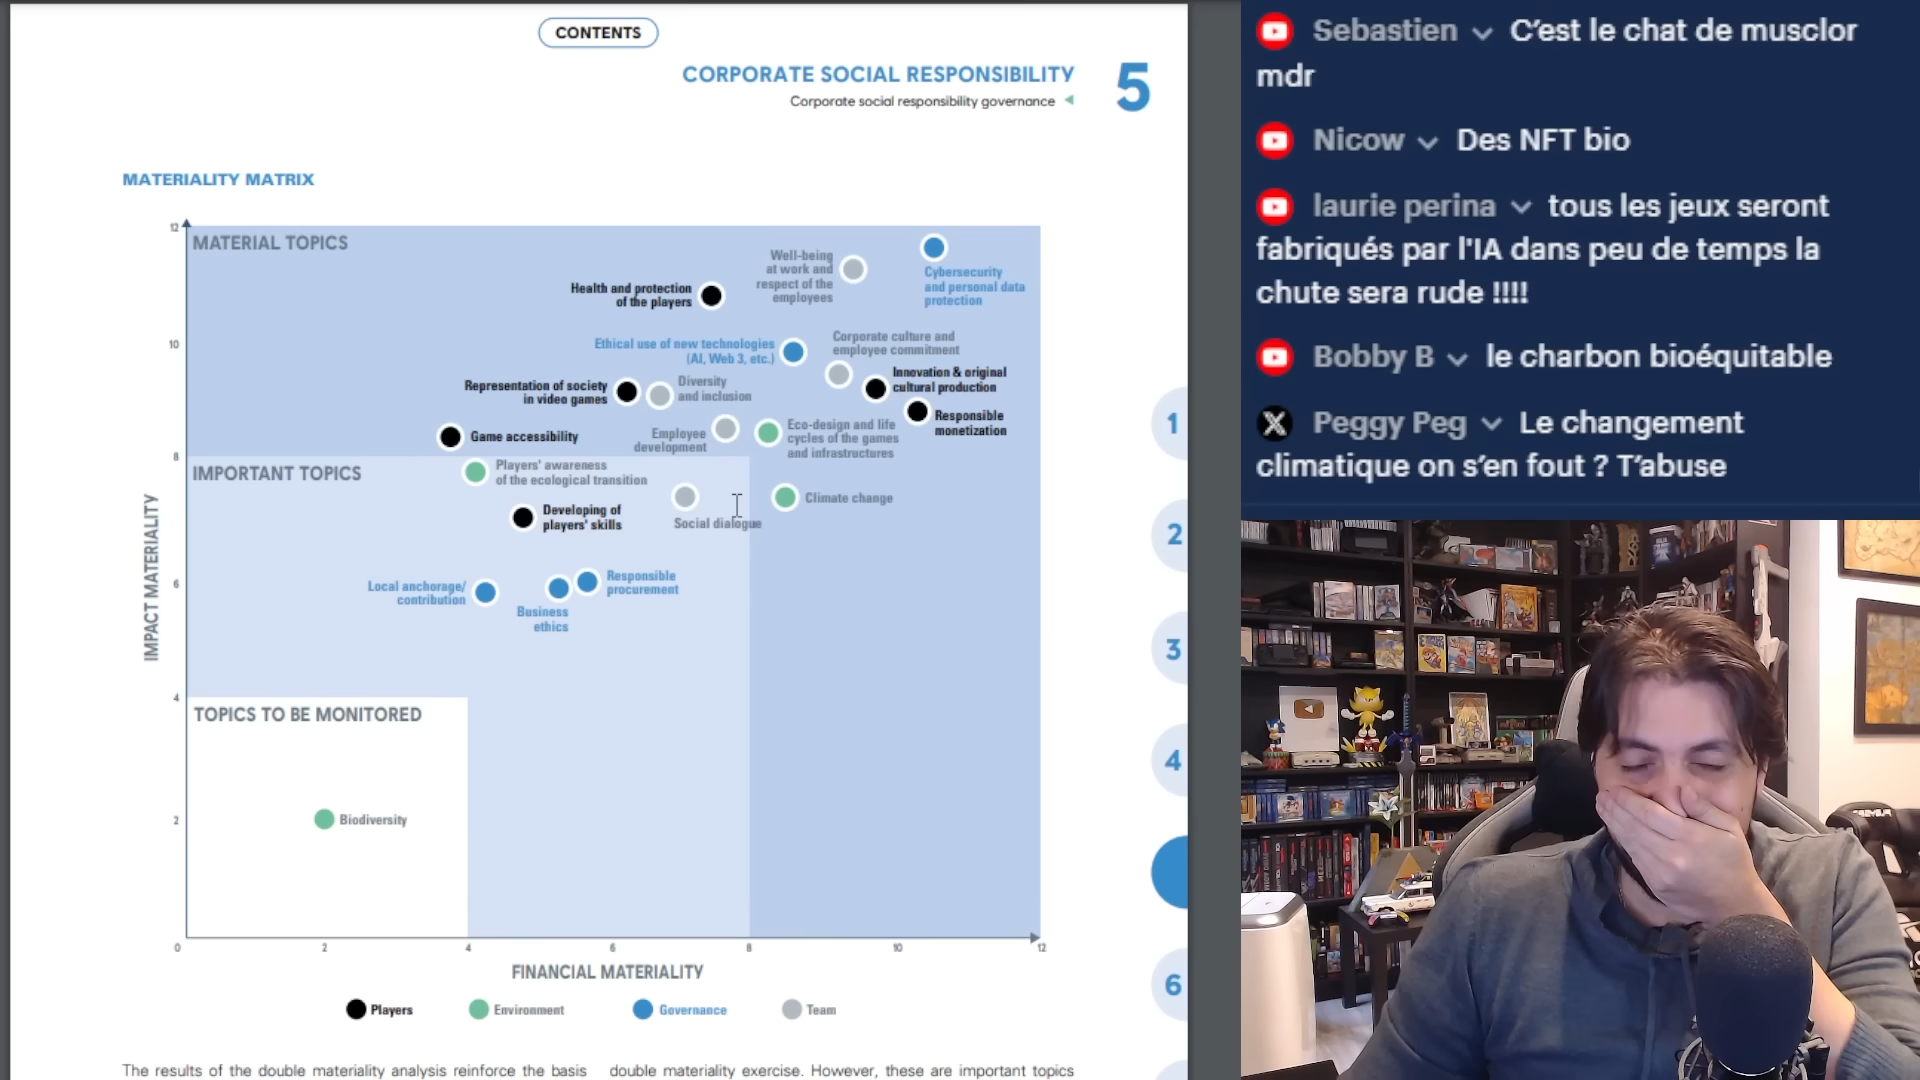 CONTENTS
CORPORATE SOCIAL RESPONSIBILITY
5
Corporate social responsibility governance
MATERIALITY MATRIX
12
MATERIAL TOPICS
Well-being
at work and
respect of the
employees
Cybersecurity
and personal data
protection
Health and protection
of the players
10
Ethical use of new technologies
(AI, Web 3, etc.)
Corporate culture and
employee commitment
Representation of society
in video games
Diversity
and inclusion
Innovation & original
cultural production
Responsible
monetization
Game accessibility
Employee
development
Eco-design and life
cycles of the games
and infrastructures
8
IMPORTANT TOPICS
Players' awareness
of the ecological transition
Climate change
Developing of
players' skills
Social dialogue
IMPACT MATERIALITY
6
Local anchorage/
contribution
Business
ethics
Responsible
procurement
4
TOPICS TO BE MONITORED
2
Biodiversity
0
2
4
6
8
10
12
FINANCIAL MATERIALITY
Players
Environment
Governance
Team
The results of the double materiality analysis reinforce the basis
double materiality exercise. However, these are important topics
1
2
3
4
6
Sebastien C'est le chat de musclor
mdr
Nicow Des NFT bio
laurie perina tous les jeux seront
fabriqués par l'IA dans peu de temps la
chute sera rude !!!!
Bobby B le charbon bioéquitable
Peggy Peg Le changement
climatique on s'en fout ? T'abuse